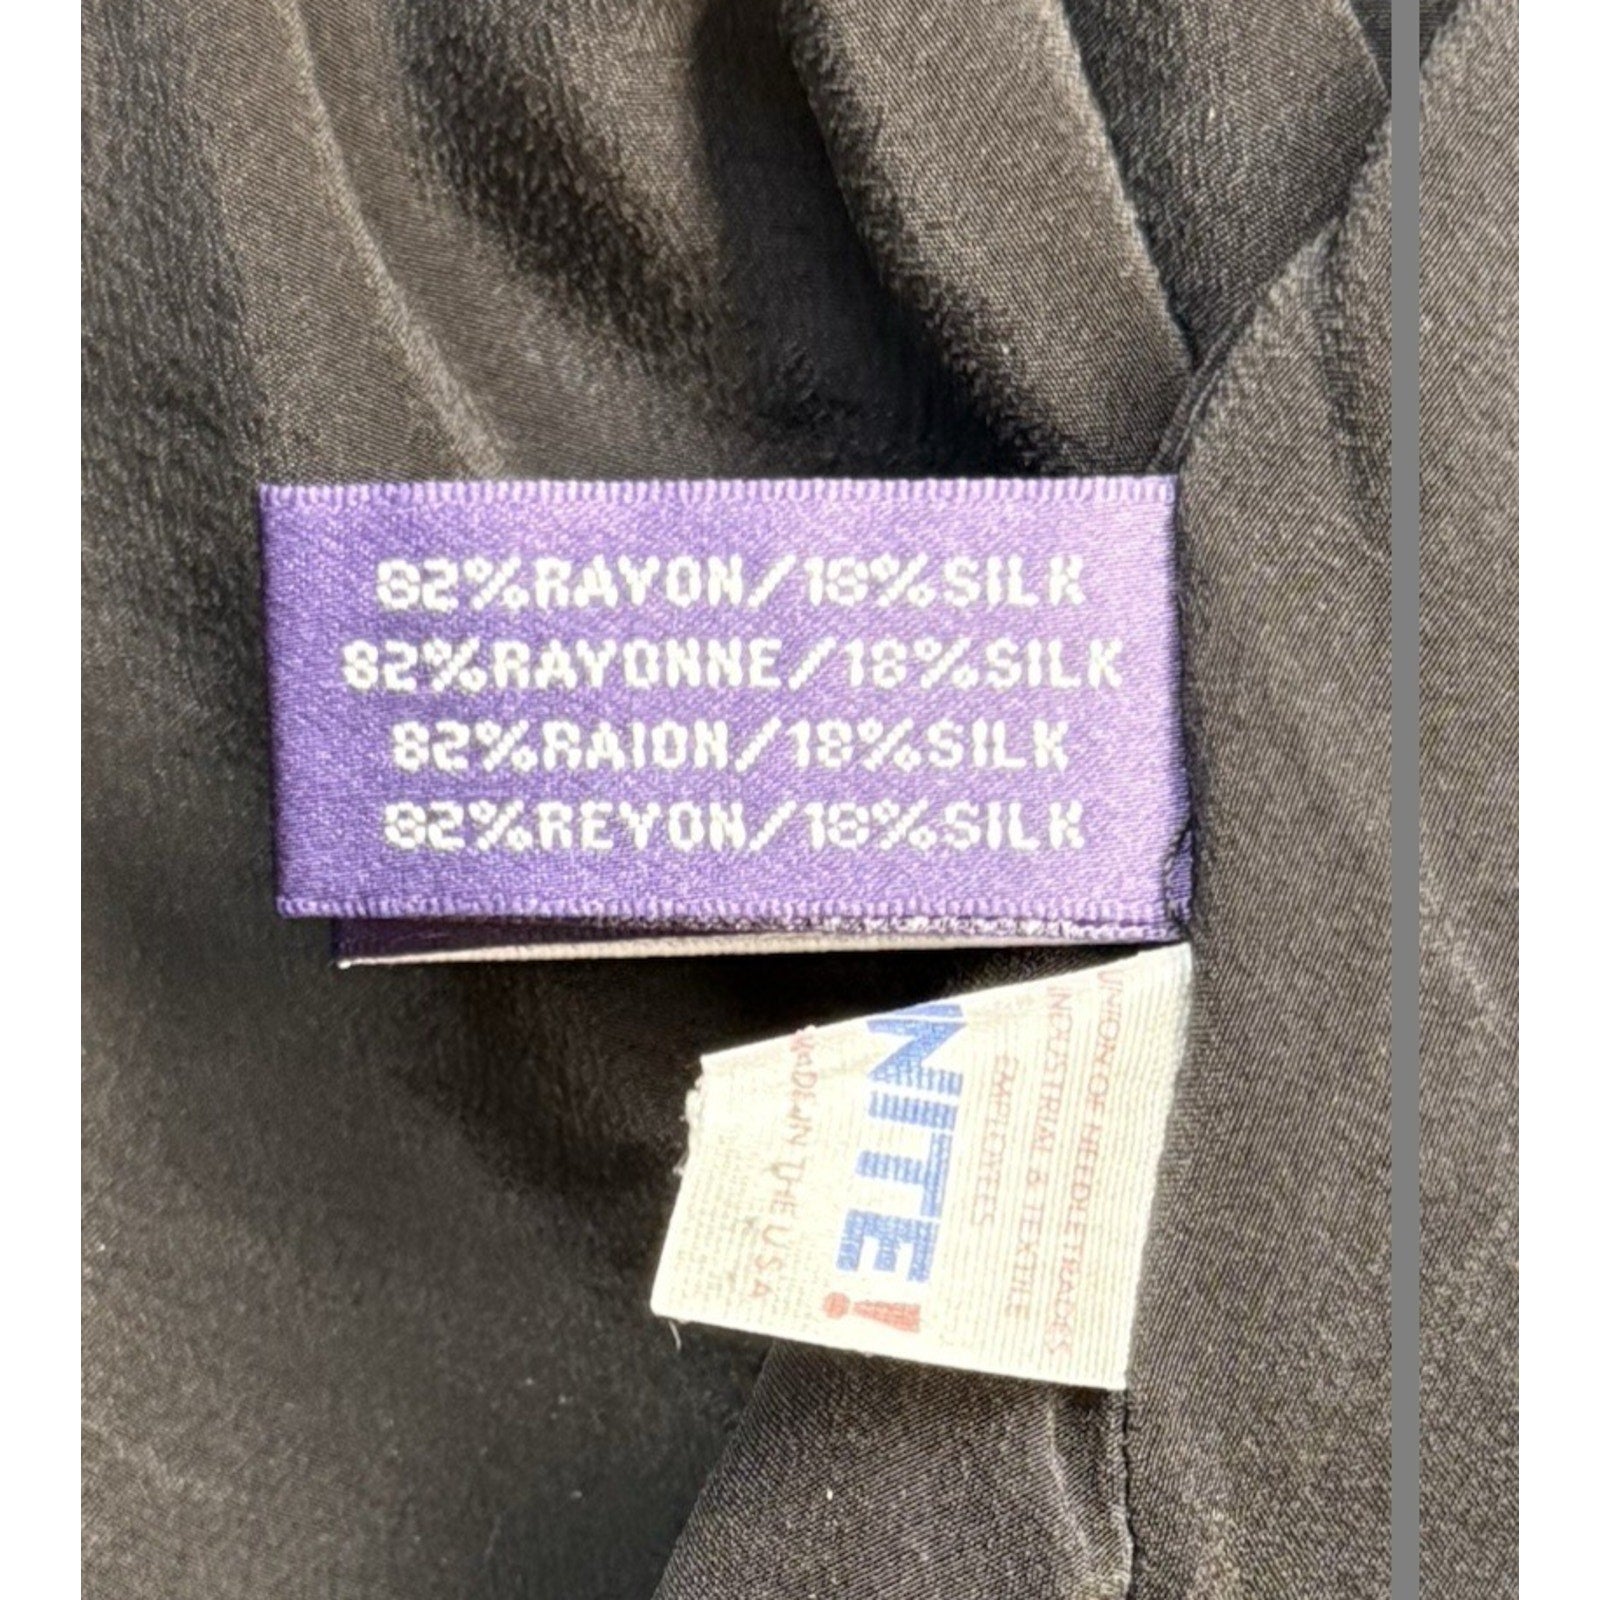 82%RAYON/18%SILK
82%RAYONNE/18%SILK
82%RAION/18%SILK
82%REYON/18%SILK
UNION OF NEEDLETRADES
INDUSTRIAL & TEXTILE
EMPLOYEES
UNITE!
MADE IN THE U.S.A.